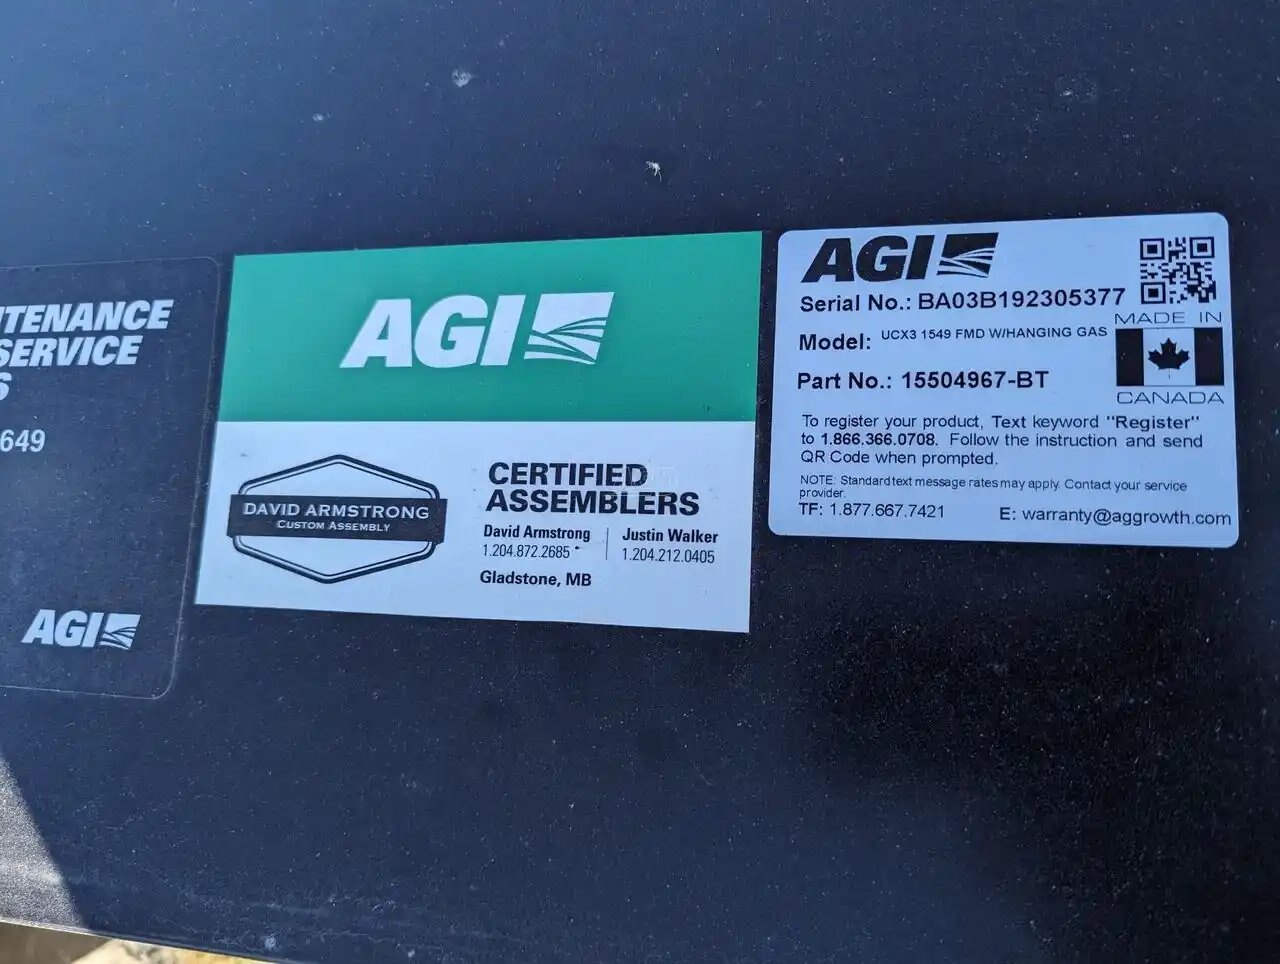 TENANCE
SERVICE
S
649
AGI
AGI
DAVID ARMSTRONG
CUSTOM ASSEMBLY
CERTIFIED
ASSEMBLERS
David Armstrong
1.204.872.2685
Gladstone, MB
Justin Walker
1.204.212.0405
AGI
Serial No.: BA03B192305377
Model: UCX3 1549 FMD W/HANGING GAS
Part No.: 15504967-BT
MADE IN
CANADA
To register your product, Text keyword "Register"
to 1.866.366.0708. Follow the instruction and send
QR Code when prompted.
NOTE: Standard text message rates may apply. Contact your service
provider.
TF: 1.877.667.7421 E: warranty@aggrowth.com